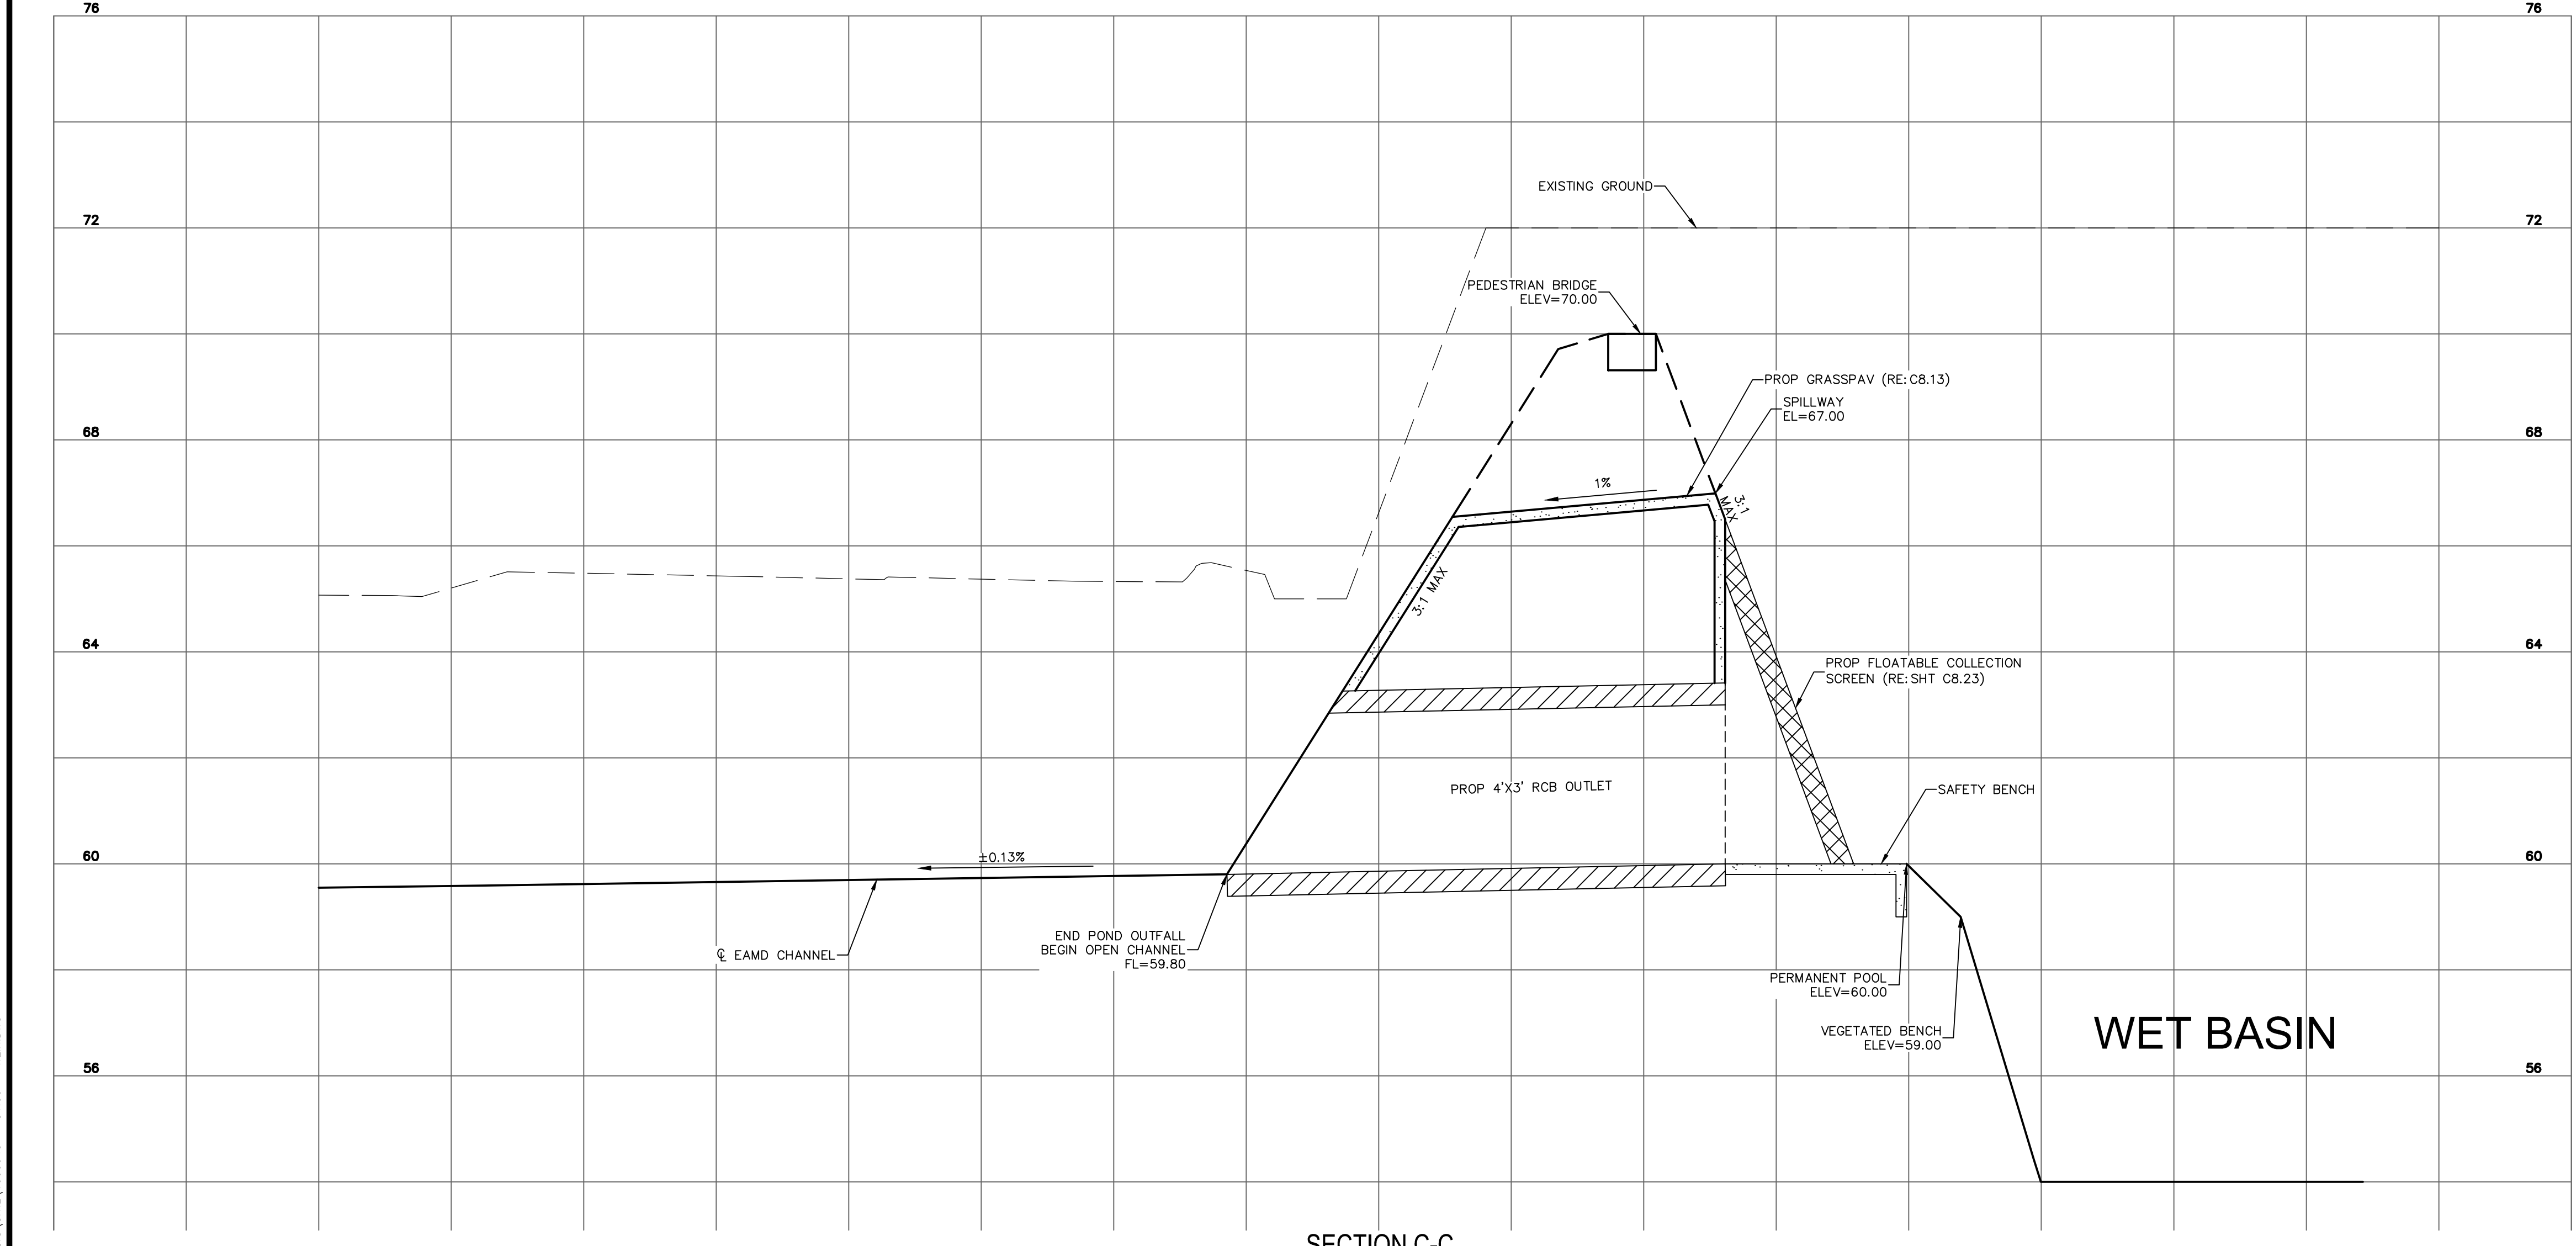 76
76
EXISTING GROUND
72
72
PEDESTRIAN BRIDGE
ELEV=70.00
PROP GRASSPAV (RE:C8.13)
SPILLWAY
EL=67.00
68
68
1%
3:1
MAX
3:1 MAX
64
64
PROP FLOATABLE COLLECTION
SCREEN (RE:SHT C8.23)
PROP 4'X3' RCB OUTLET
SAFETY BENCH
60
60
±0.13%
℄ EAMD CHANNEL
END POND OUTFALL
BEGIN OPEN CHANNEL
FL=59.80
PERMANENT POOL
ELEV=60.00
VEGETATED BENCH
ELEV=59.00
WET BASIN
56
56
SECTION C-C